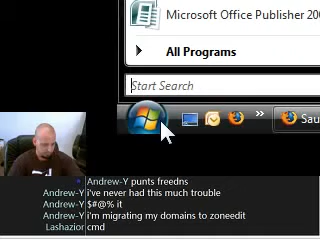 Microsoft Office Publisher 200
All Programs
Start Search
» Sau
Andrew-Y punts freedns
Andrew-Y i've never had this much trouble
Andrew-Y $#@% it
Andrew-Y i'm migrating my domains to zoneedit
Lashazior cmd